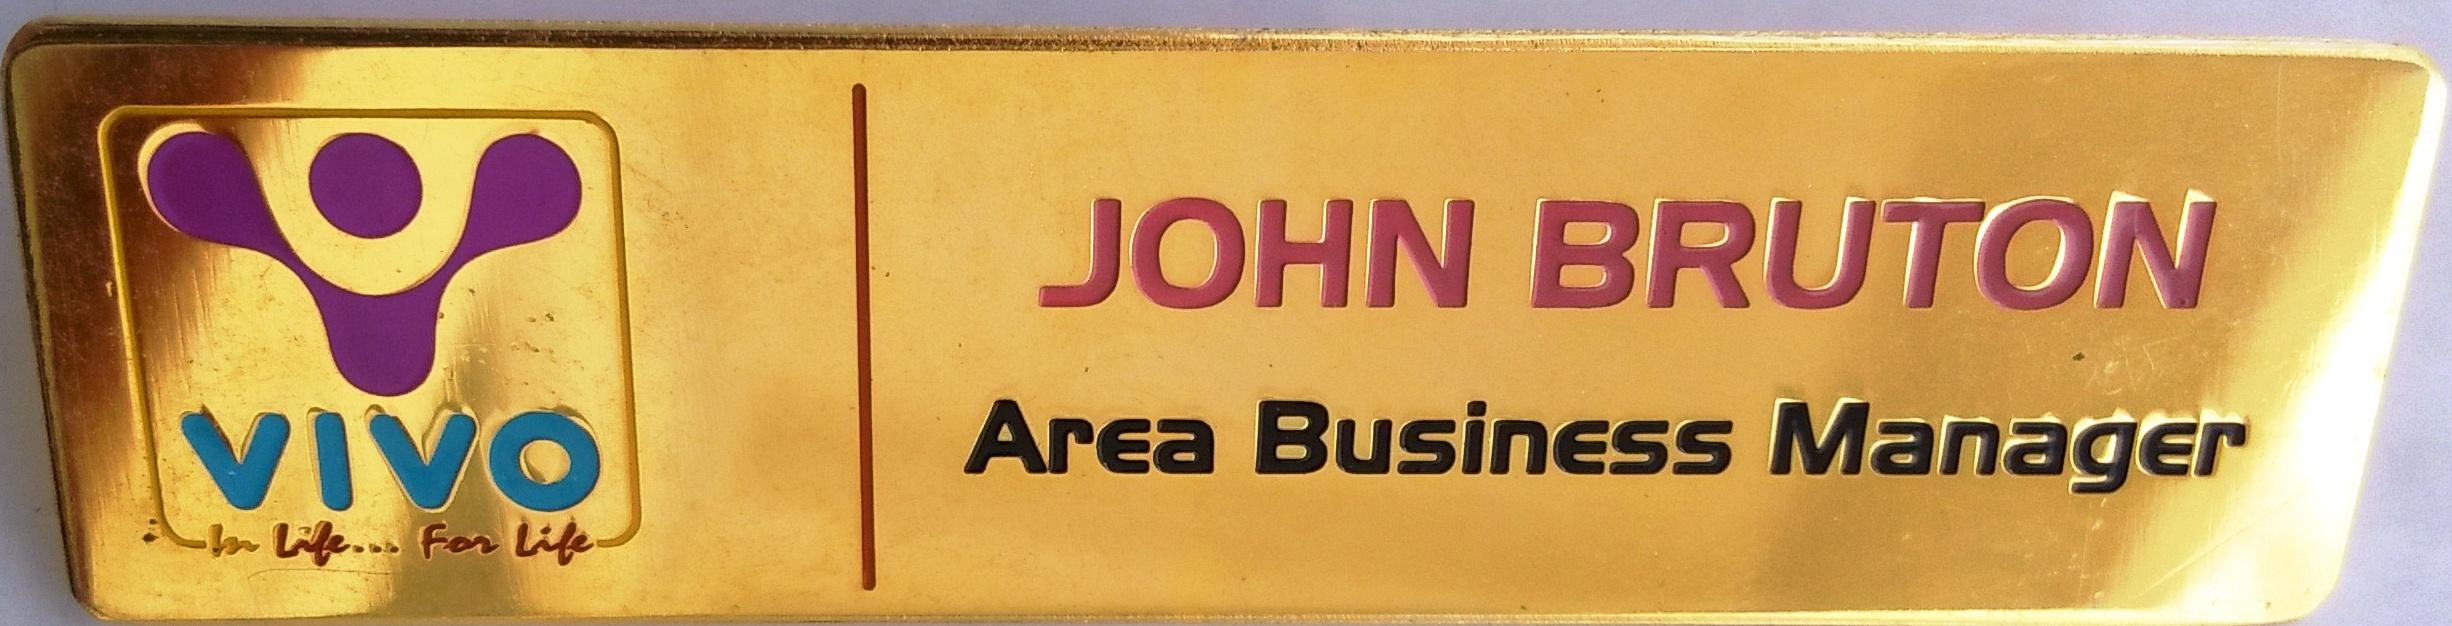 VIVO
In Life... For Life
JOHN BRUTON
Area Business Manager